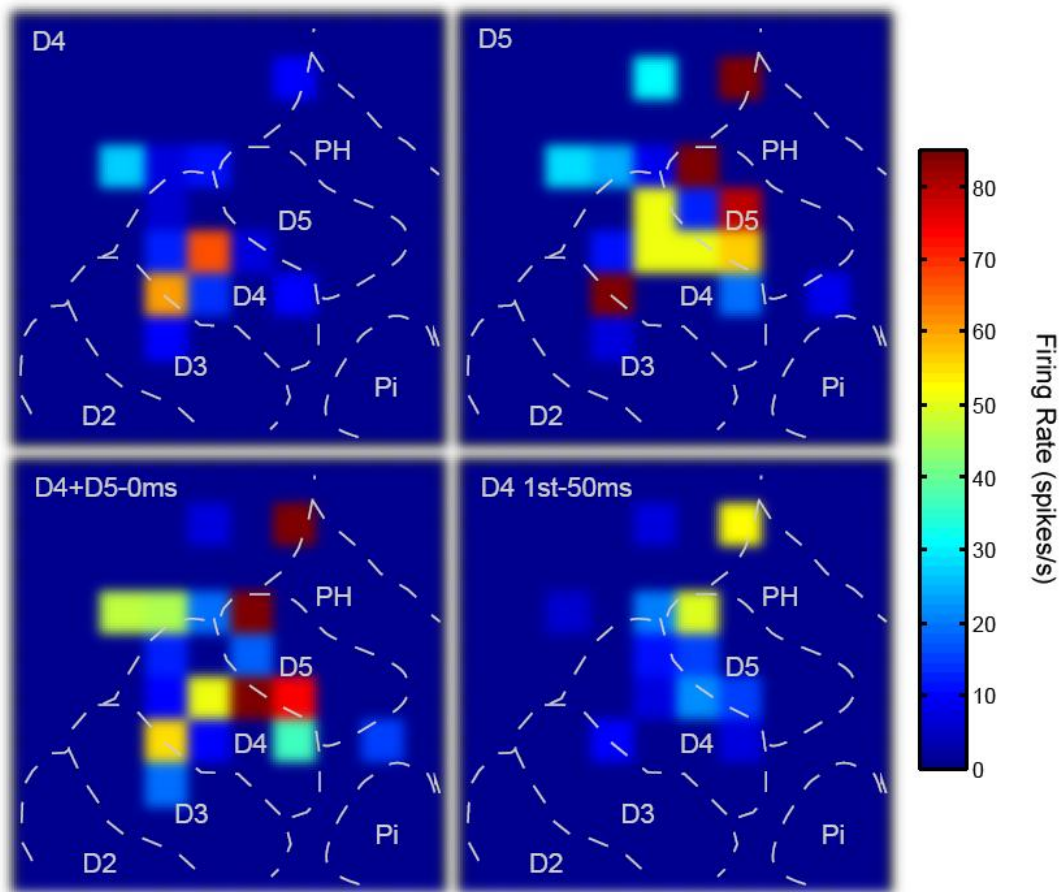 D4
PH
D5
D4
D3
Pi
D2
D5
PH
D5
D4
D3
Pi
D2
D4+D5-0ms
PH
D5
D4
D3
Pi
D2
D4 1st-50ms
PH
D5
D4
D3
Pi
D2
80
70
60
50
40
30
20
10
0
Firing Rate (spikes/s)